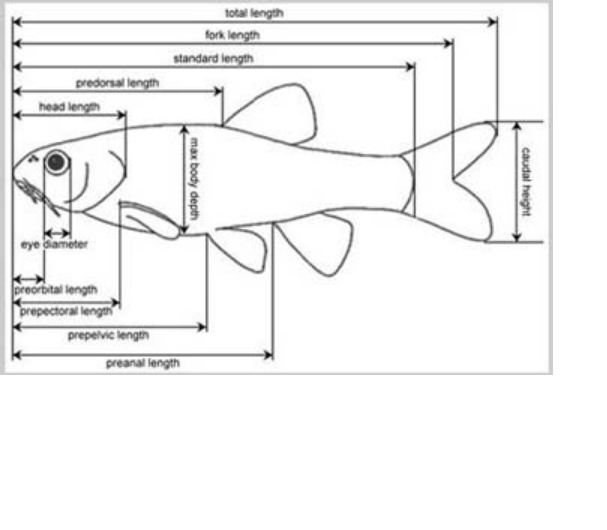 total length
fork length
standard length
predorsal length
head length
max body depth
caudal height
eye diameter
preorbital length
prepectoral length
prepelvic length
preanal length